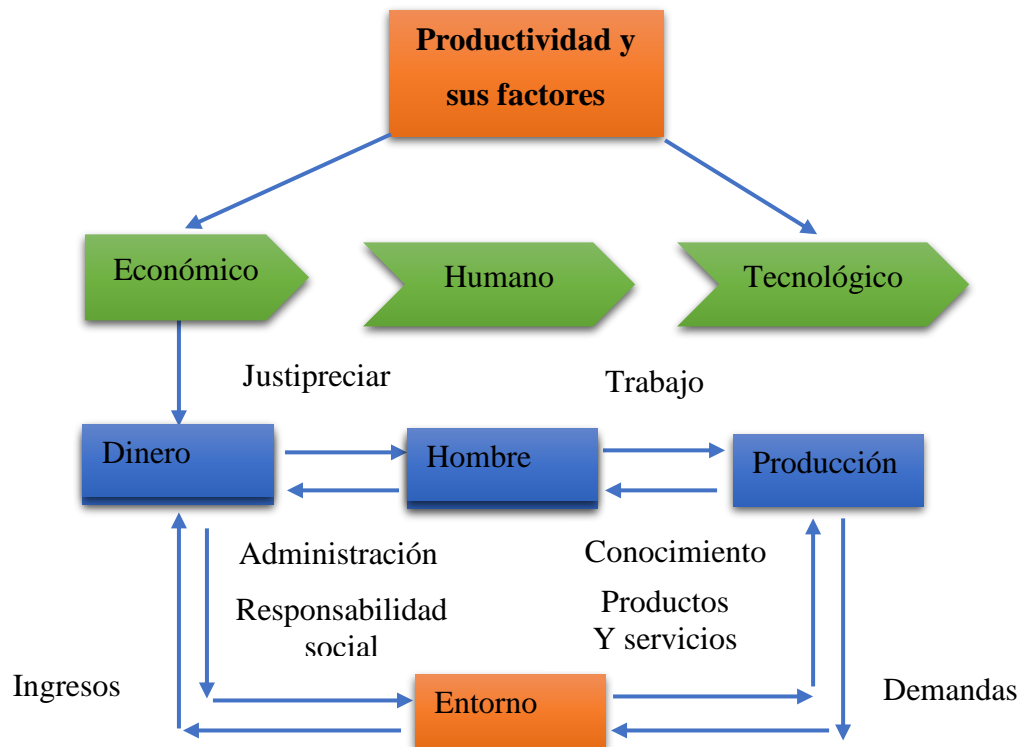 Productividad y
sus factores
Económico
Humano
Tecnológico
Justipreciar
Trabajo
Dinero
Hombre
Producción
Administración
Conocimiento
Responsabilidad
social
Productos
Y servicios
Ingresos
Entorno
Demandas